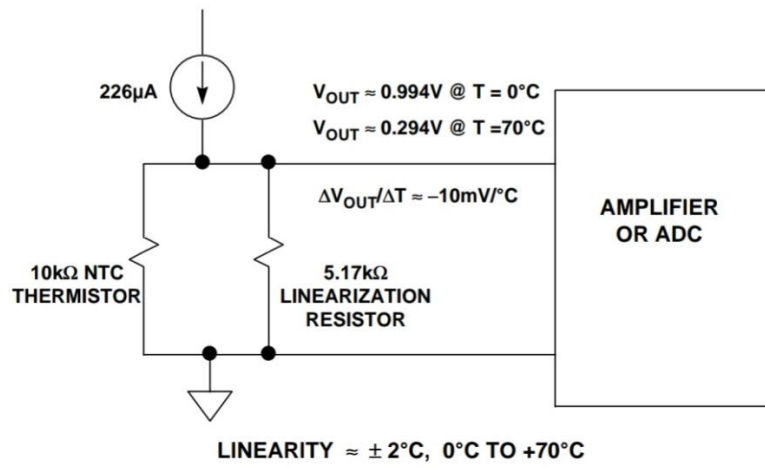 226µA
V_OUT ≈ 0.994V @ T = 0°C
V_OUT ≈ 0.294V @ T =70°C
ΔV_OUT/ΔT ≈ –10mV/°C
AMPLIFIER
OR ADC
10kΩ NTC
THERMISTOR
5.17kΩ
LINEARIZATION
RESISTOR
LINEARITY ≈ ± 2°C, 0°C TO +70°C